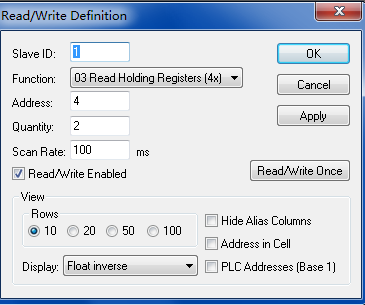 Read/Write Definition
Slave ID: 1
OK
Function: 03 Read Holding Registers (4x)
Cancel
Address: 4
Apply
Quantity: 2
Scan Rate: 100 ms
Read/Write Enabled
Read/Write Once
View
Rows
10 20 50 100
Hide Alias Columns
Address in Cell
Display: Float inverse
PLC Addresses (Base 1)